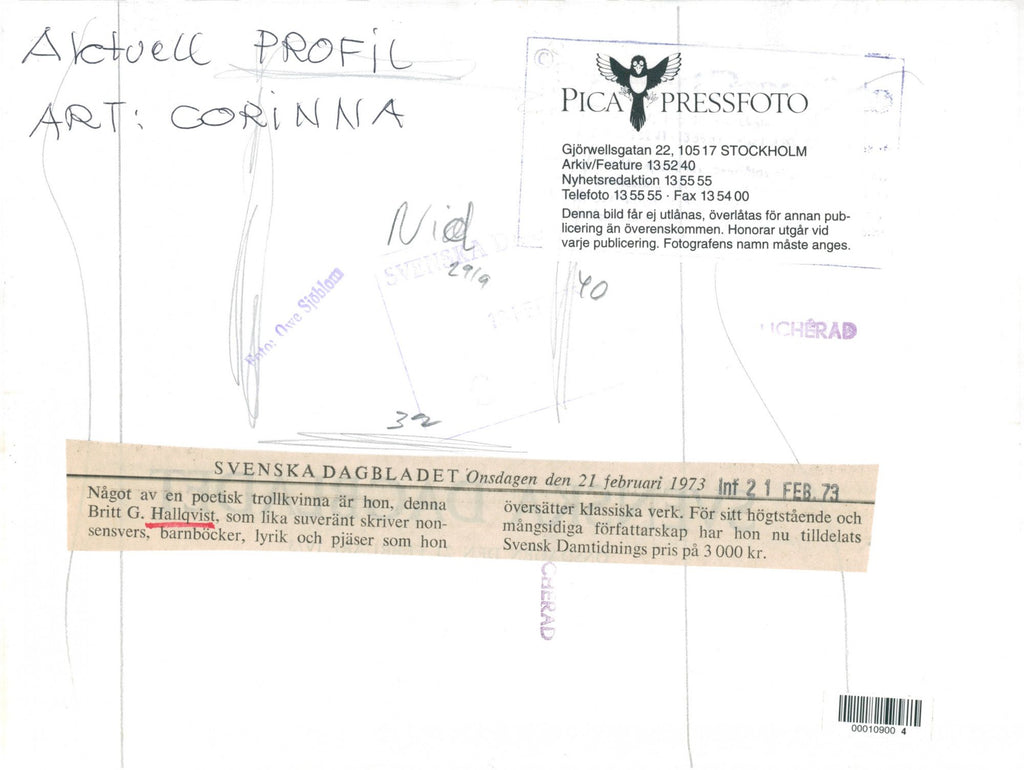 Aktuell PROFiL
ART: CORiNNA
©
PICA PRESSFOTO
Gjörwellsgatan 22, 105 17 STOCKHOLM
Arkiv/Feature 13 52 40
Nyhetsredaktion 13 55 55
Telefoto 13 55 55 · Fax 13 54 00
Denna bild får ej utlånas, överlåtas för annan pub-
licering än överenskommen. Honorar utgår vid
varje publicering. Fotografens namn måste anges.
SVENSKA D
29/9
40
Foto: Owe Sjöblom
ICHERAD
SVENSKA DAGBLADET Onsdagen den 21 februari 1973 Inf 21 FEB. 73
Något av en poetisk trollkvinna är hon, denna
Britt G. Hallqvist, som lika suveränt skriver non-
sensvers, barnböcker, lyrik och pjäser som hon
översätter klassiska verk. För sitt högtstående och
mångsidiga författarskap har hon nu tilldelats
Svensk Damtidnings pris på 3 000 kr.
CHERAD
00010900 4